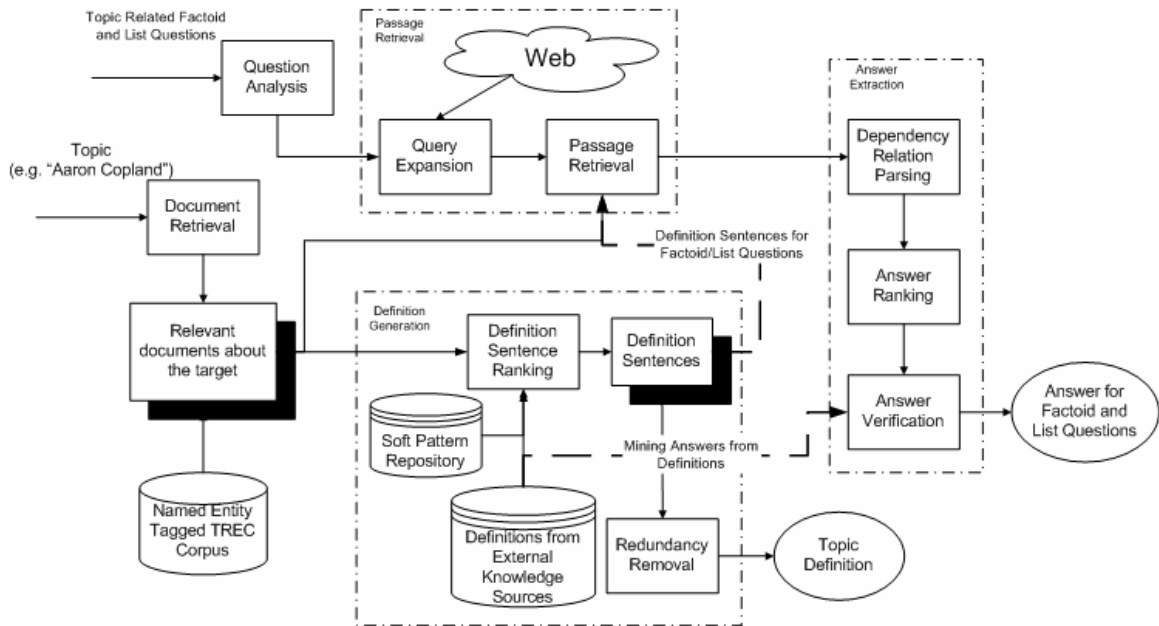 Topic Related Factoid
and List Questions
Question
Analysis
Passage
Retrieval
Web
Query
Expansion
Passage
Retrieval
Answer
Extraction
Dependency
Relation
Parsing
Answer
Ranking
Answer
Verification
Answer for
Factoid and
List Questions
Topic
(e.g. “Aaron Copland”)
Document
Retrieval
Relevant
documents about
the target
Named Entity
Tagged TREC
Corpus
Definition Sentences for
Factoid/List Questions
Definition
Generation
Definition
Sentence
Ranking
Definition
Sentences
Soft Pattern
Repository
Mining Answers from
Definitions
Definitions from
External
Knowledge
Sources
Redundancy
Removal
Topic
Definition